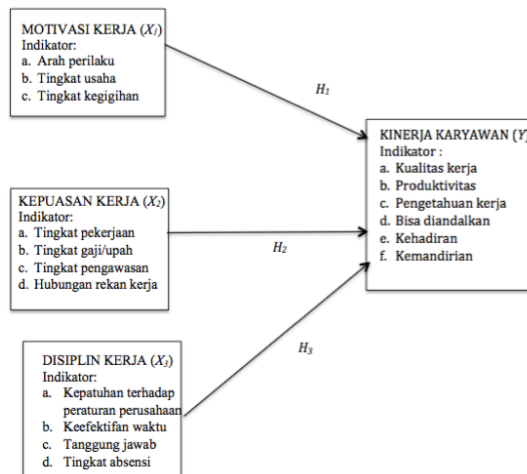 MOTIVASI KERJA (X1)
Indikator:
a. Arah perilaku
b. Tingkat usaha
c. Tingkat kegigihan
H1
KINERJA KARYAWAN (Y)
Indikator :
a. Kualitas kerja
b. Produktivitas
c. Pengetahuan kerja
d. Bisa diandalkan
e. Kehadiran
f. Kemandirian
KEPUASAN KERJA (X2)
Indikator:
a. Tingkat pekerjaan
b. Tingkat gaji/upah
c. Tingkat pengawasan
d. Hubungan rekan kerja
H2
H3
DISIPLIN KERJA (X3)
Indikator:
a. Kepatuhan terhadap
peraturan perusahaan
b. Keefektifan waktu
c. Tanggung jawab
d. Tingkat absensi